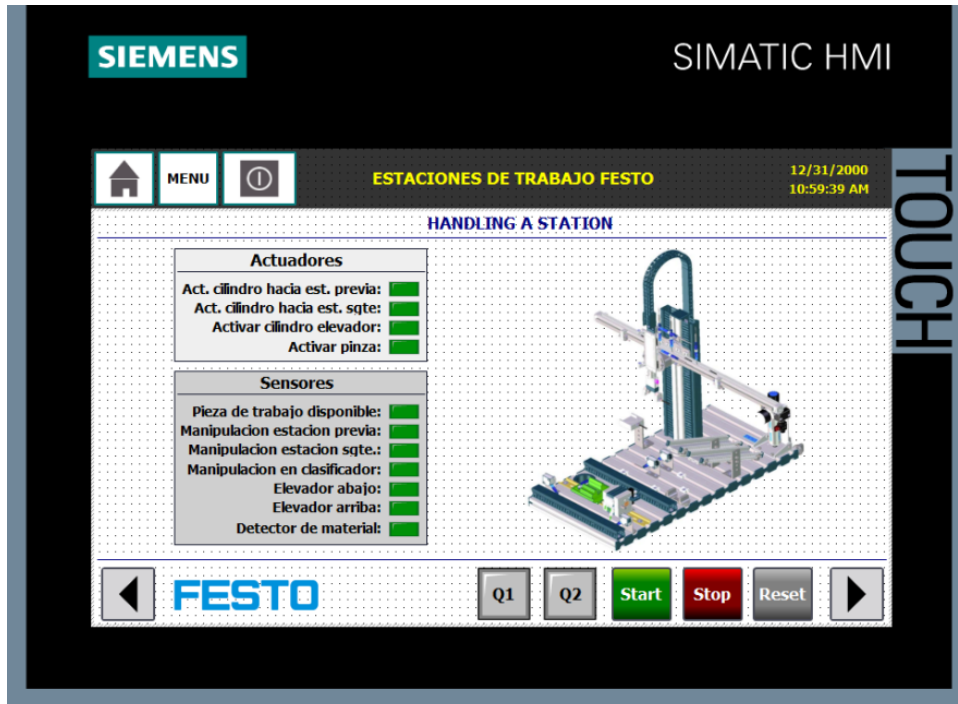 SIEMENS
SIMATIC HMI
TOUCH
MENU
ESTACIONES DE TRABAJO FESTO
12/31/2000
10:59:39 AM
HANDLING A STATION
Actuadores
Act. cilindro hacia est. previa:
Act. cilindro hacia est. sgte:
Activar cilindro elevador:
Activar pinza:
Sensores
Pieza de trabajo disponible:
Manipulacion estacion previa:
Manipulacion estacion sgte.:
Manipulacion en clasificador:
Elevador abajo:
Elevador arriba:
Detector de material:
FESTO
Q1
Q2
Start
Stop
Reset